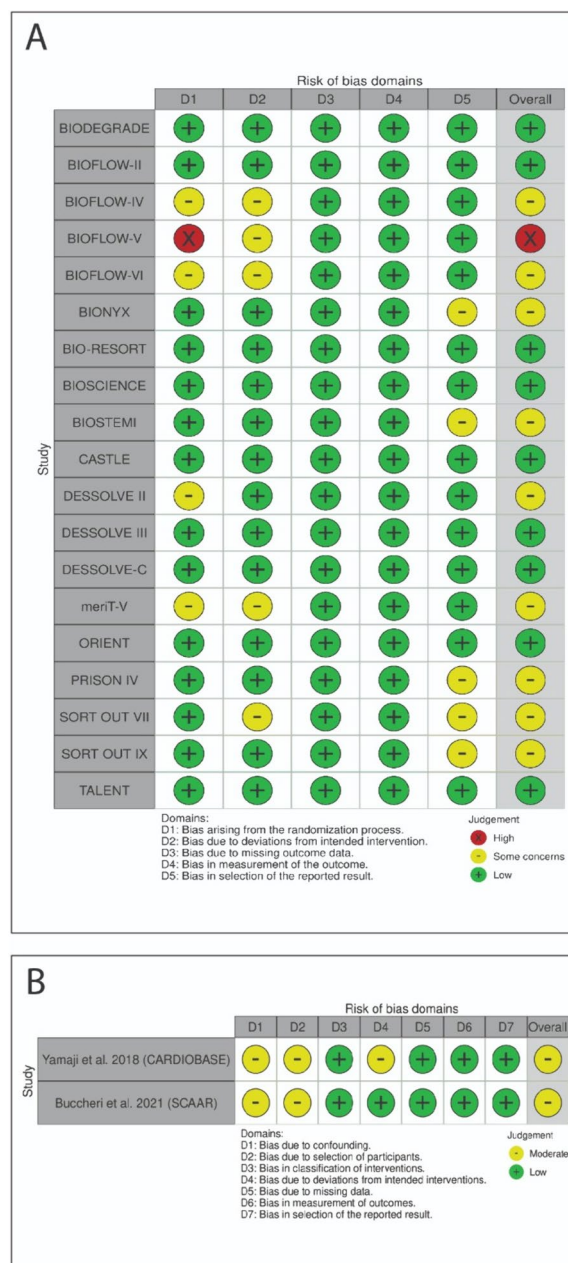 A
Risk of bias domains
D1 D2 D3 D4 D5 Overall
Study
BIODEGRADE + + + + + +
BIOFLOW-II + + + + + +
BIOFLOW-IV - - + + + -
BIOFLOW-V X - + + + X
BIOFLOW-VI - - + + + -
BIONYX + + + + - -
BIO-RESORT + + + + + +
BIOSCIENCE + + + + + +
BIOSTEMI + + + + - -
CASTLE + + + + + +
DESSOLVE II - + + + + -
DESSOLVE III + + + + + +
DESSOLVE-C + + + + + +
meriT-V - - + + + -
ORIENT + + + + + +
PRISON IV + + + + - -
SORT OUT VII + - + + - -
SORT OUT IX + + + + - -
TALENT + + + + + +
Domains:
D1: Bias arising from the randomization process.
D2: Bias due to deviations from intended intervention.
D3: Bias due to missing outcome data.
D4: Bias in measurement of the outcome.
D5: Bias in selection of the reported result.
Judgement
X High
- Some concerns
+ Low
B
Risk of bias domains
D1 D2 D3 D4 D5 D6 D7 Overall
Study
Yamaji et al. 2018 (CARDIOBASE) - - + - + + + -
Buccheri et al. 2021 (SCAAR) - - + + + + + -
Domains:
D1: Bias due to confounding.
D2: Bias due to selection of participants.
D3: Bias in classification of interventions.
D4: Bias due to deviations from intended interventions.
D5: Bias due to missing data.
D6: Bias in measurement of outcomes.
D7: Bias in selection of the reported result.
Judgement
- Moderate
+ Low